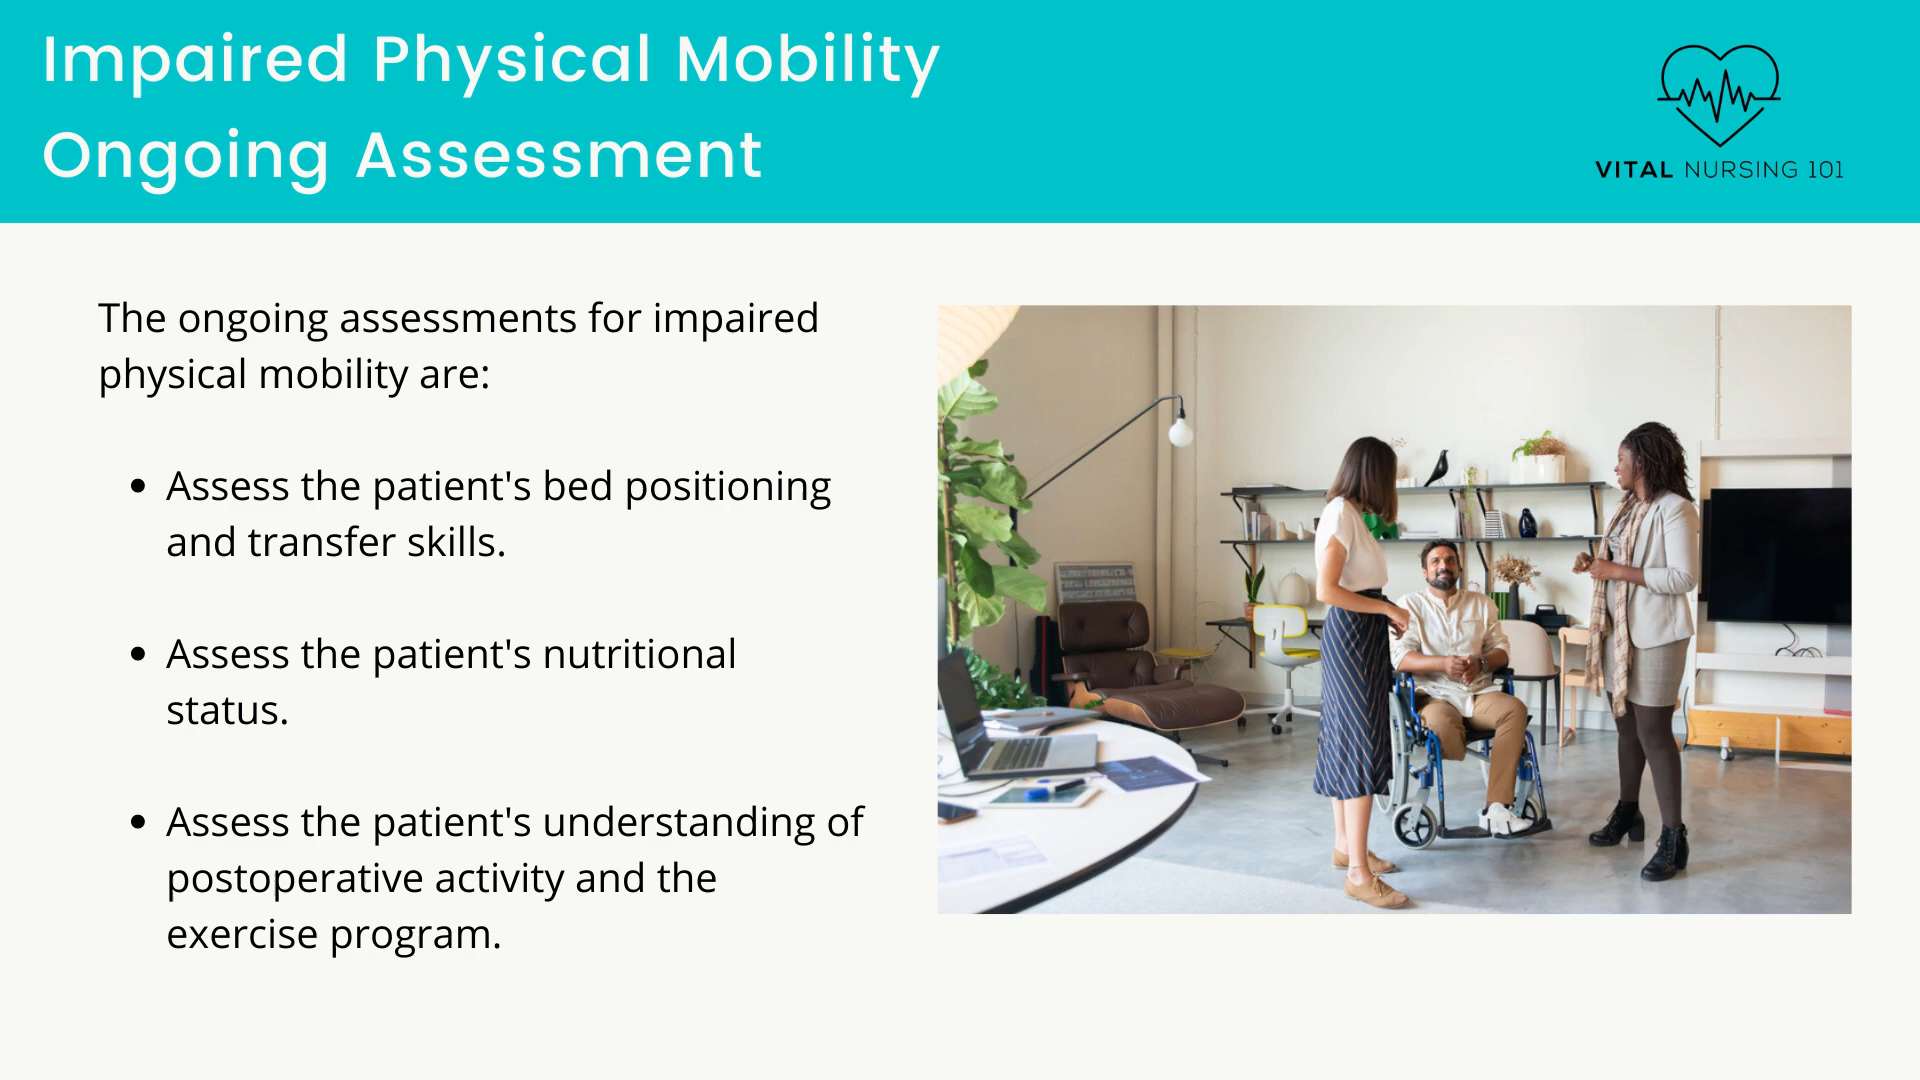 Impaired Physical Mobility
Ongoing Assessment
VITAL NURSING 101
The ongoing assessments for impaired
physical mobility are:
• Assess the patient's bed positioning
and transfer skills.
• Assess the patient's nutritional
status.
• Assess the patient's understanding of
postoperative activity and the
exercise program.